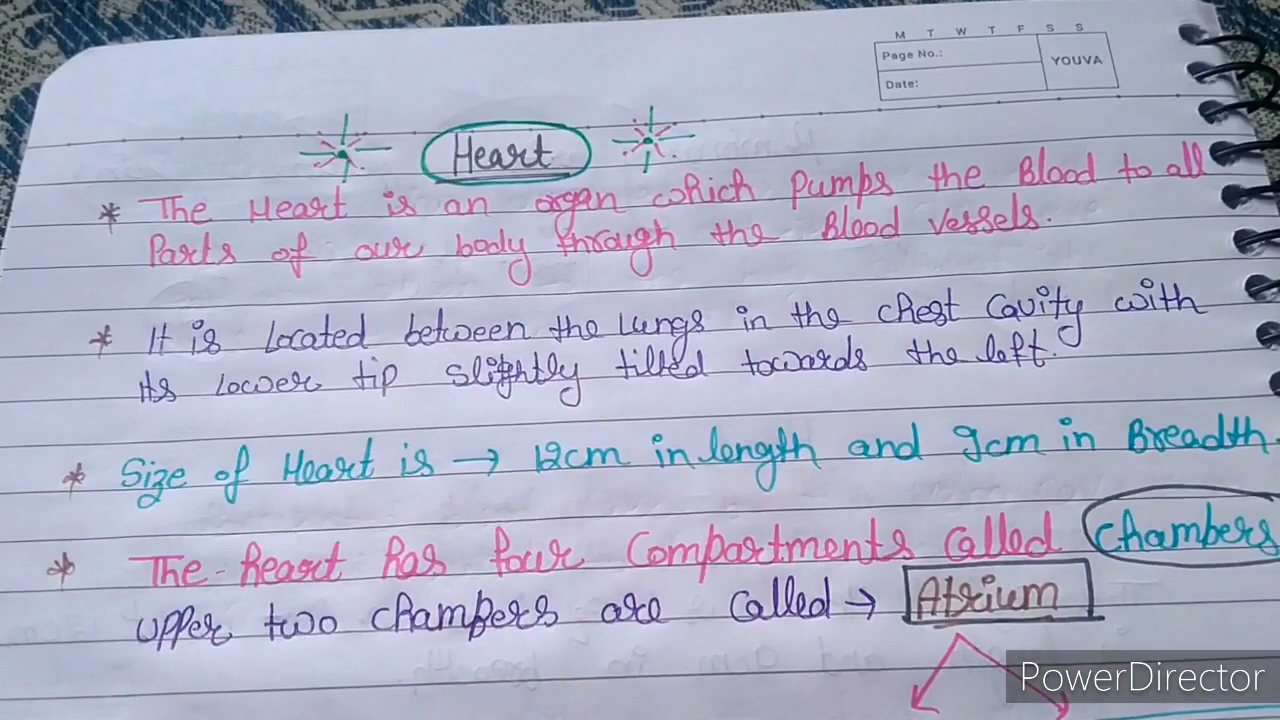 M T W T F S S
Page No.:
YOUVA
Date:
Heart
* The Heart is an organ which pumps the Blood to all
Parts of our body through the Blood vessels.
* It is Located between the Lungs in the chest Cavity with
its Lower tip slightly tilted towards the left.
* Size of Heart is → 12cm in length and 9cm in Breadth.
* The heart has four Compartments Called Chambers
upper two chambers are called → Atrium
PowerDirector